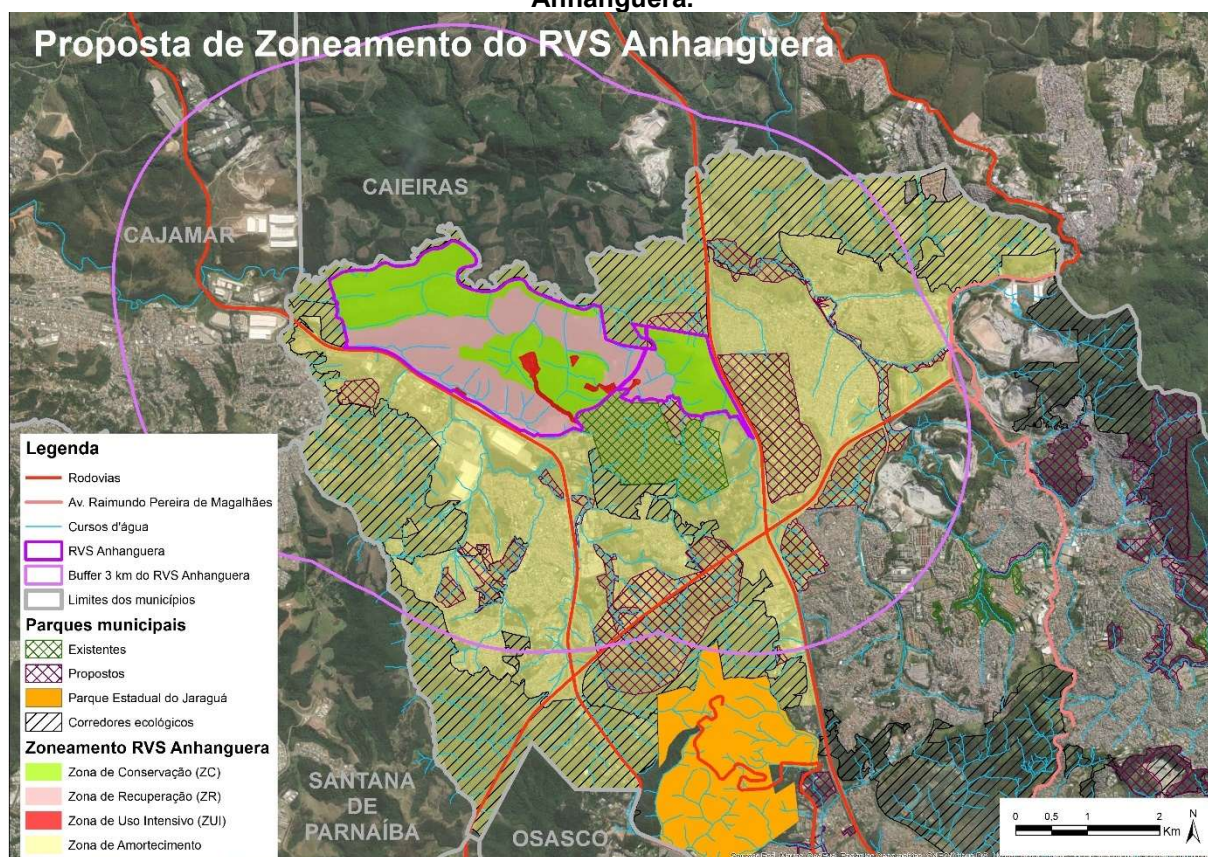 Anhanguera.
Proposta de Zoneamento do RVS Anhangüera
CAIEIRAS
CAJAMAR
Legenda
Rodovias
Av. Raimundo Pereira de Magalhães
Cursos d'água
RVS Anhanguera
Buffer 3 km do RVS Anhanguera
Limites dos municípios
Parques municipais
Existentes
Propostos
Parque Estadual do Jaraguá
Corredores ecológicos
Zoneamento RVS Anhanguera
Zona de Conservação (ZC)
Zona de Recuperação (ZR)
Zona de Uso Intensivo (ZUI)
Zona de Amortecimento
SANTANA
DE
PARNAÍBA
OSASCO
0 0,5 1 2
Km
N